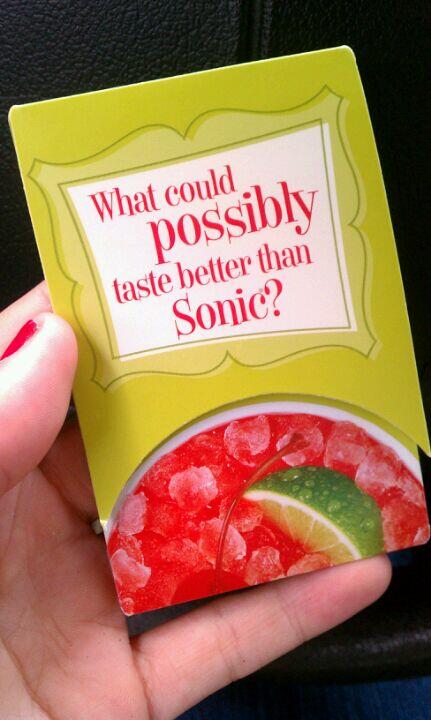 What could
possibly
taste better than
Sonic?